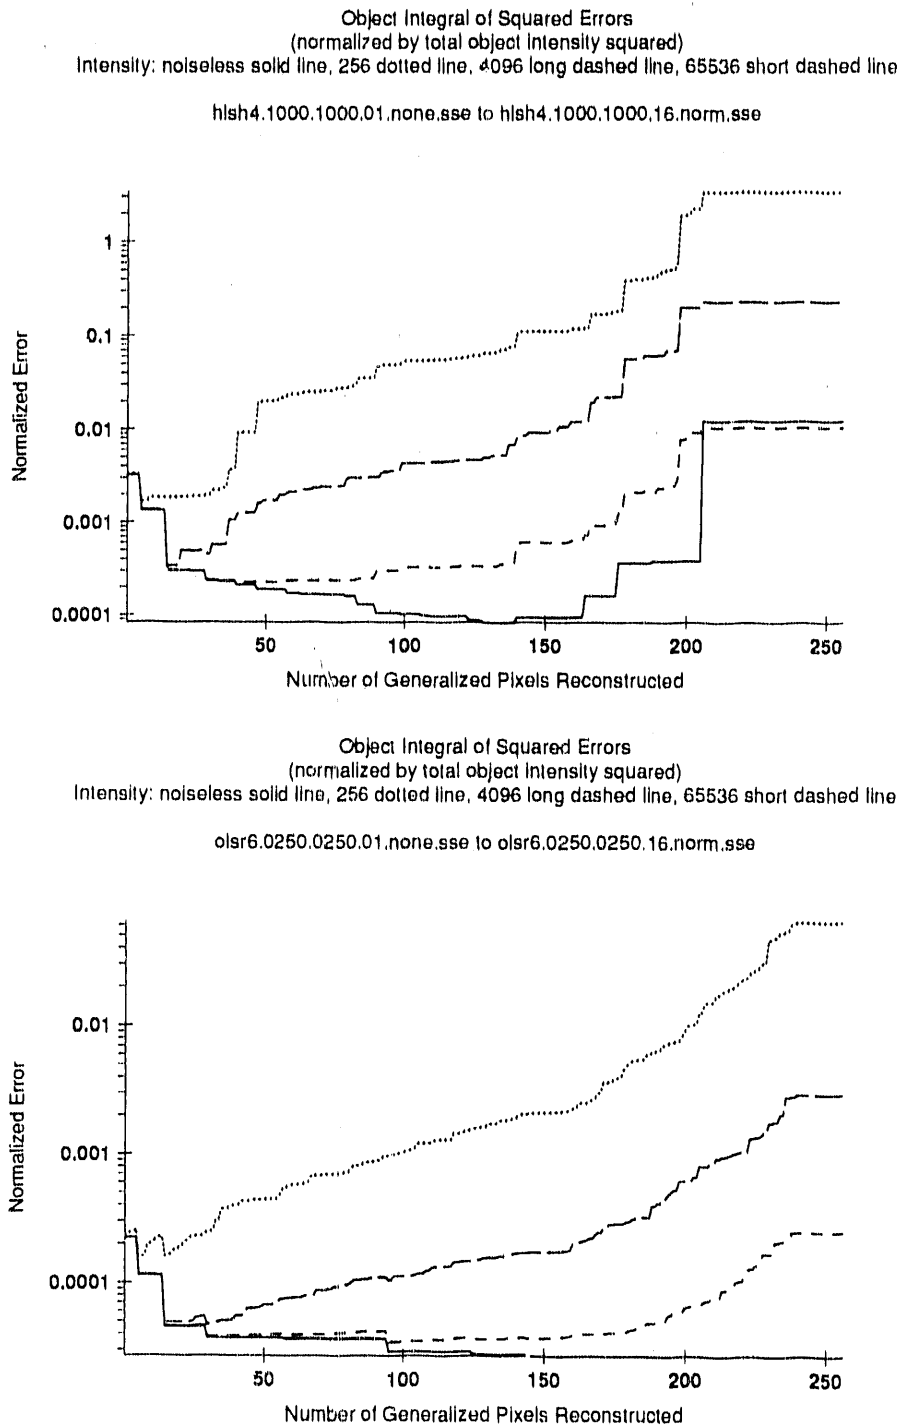 Object Integral of Squared Errors
(normalized by total object intensity squared)
Intensity: noiseless solid line, 256 dotted line, 4096 long dashed line, 65536 short dashed line
hlsh4.1000.1000.01.none.sse to hlsh4.1000.1000.16.norm.sse
Normalized Error
1
0.1
0.01
0.001
0.0001
50 100 150 200 250
Number of Generalized Pixels Reconstructed
Object Integral of Squared Errors
(normalized by total object intensity squared)
Intensity: noiseless solid line, 256 dotted line, 4096 long dashed line, 65536 short dashed line
olsr6.0250.0250.01.none.sse to olsr6.0250.0250.16.norm.sse
Normalized Error
0.01
0.001
0.0001
50 100 150 200 250
Number of Generalized Pixels Reconstructed